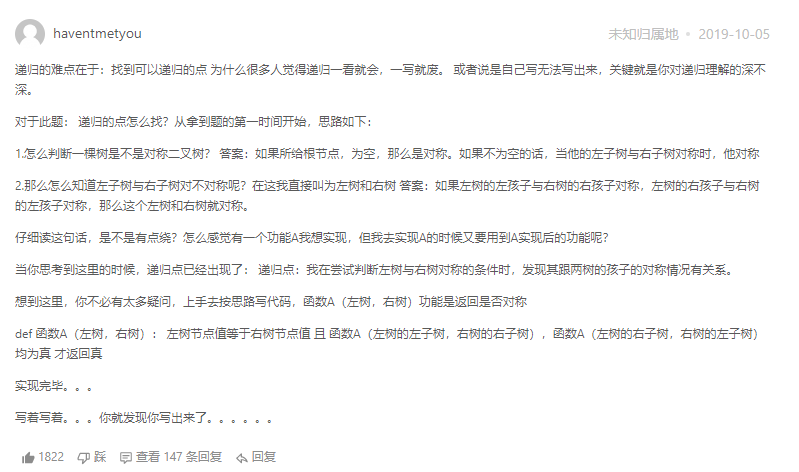 haventmetyou
未知归属地 • 2019-10-05
递归的难点在于：找到可以递归的点 为什么很多人觉得递归一看就会，一写就废。 或者说是自己写无法写出来，关键就是你对递归理解的深不
深。
对于此题： 递归的点怎么找？从拿到题的第一时间开始，思路如下：
1.怎么判断一棵树是不是对称二叉树？ 答案：如果所给根节点，为空，那么是对称。如果不为空的话，当他的左子树与右子树对称时，他对称
2.那么怎么知道左子树与右子树对不对称呢？在这我直接叫为左树和右树 答案：如果左树的左孩子与右树的右孩子对称，左树的右孩子与右树
的左孩子对称，那么这个左树和右树就对称。
仔细读这句话，是不是有点绕？怎么感觉有一个功能A我想实现，但我去实现A的时候又要用到A实现后的功能呢？
当你思考到这里的时候，递归点已经出现了： 递归点：我在尝试判断左树与右树对称的条件时，发现其跟两树的孩子的对称情况有关系。
想到这里，你不必有太多疑问，上手去按思路写代码，函数A（左树，右树）功能是返回是否对称
def 函数A（左树，右树）： 左树节点值等于右树节点值 且 函数A（左树的左子树，右树的右子树），函数A（左树的右子树，右树的左子树）
均为真 才返回真
实现完毕。。。
写着写着。。。你就发现你写出来了。。。。。。
1822 踩 查看 147 条回复 回复